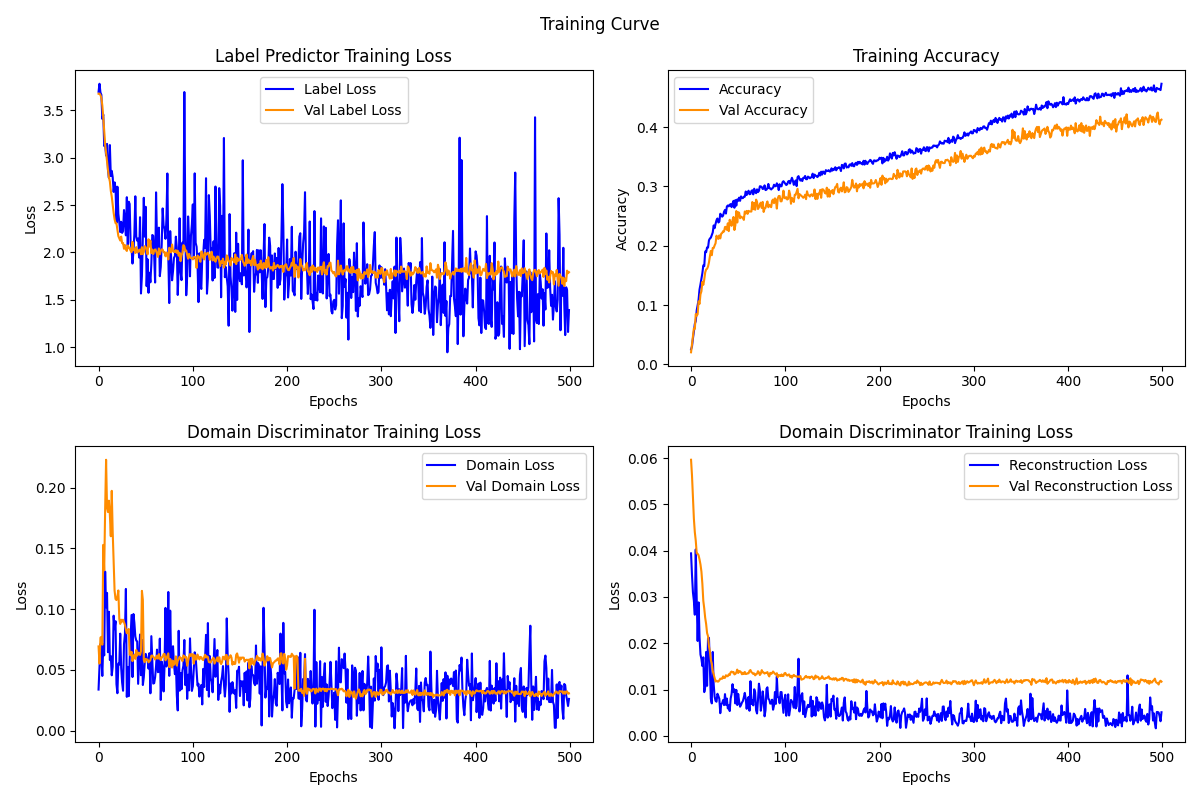 Training Curve
Label Predictor Training Loss
Label Loss
Val Label Loss
3.5
3.0
2.5
2.0
1.5
1.0
Loss
0
100
200
300
400
500
Epochs
Training Accuracy
Accuracy
Val Accuracy
0.4
0.3
0.2
0.1
0.0
Accuracy
0
100
200
300
400
500
Epochs
Domain Discriminator Training Loss
Domain Loss
Val Domain Loss
0.20
0.15
0.10
0.05
0.00
Loss
0
100
200
300
400
500
Epochs
Domain Discriminator Training Loss
Reconstruction Loss
Val Reconstruction Loss
0.06
0.05
0.04
0.03
0.02
0.01
0.00
Loss
0
100
200
300
400
500
Epochs